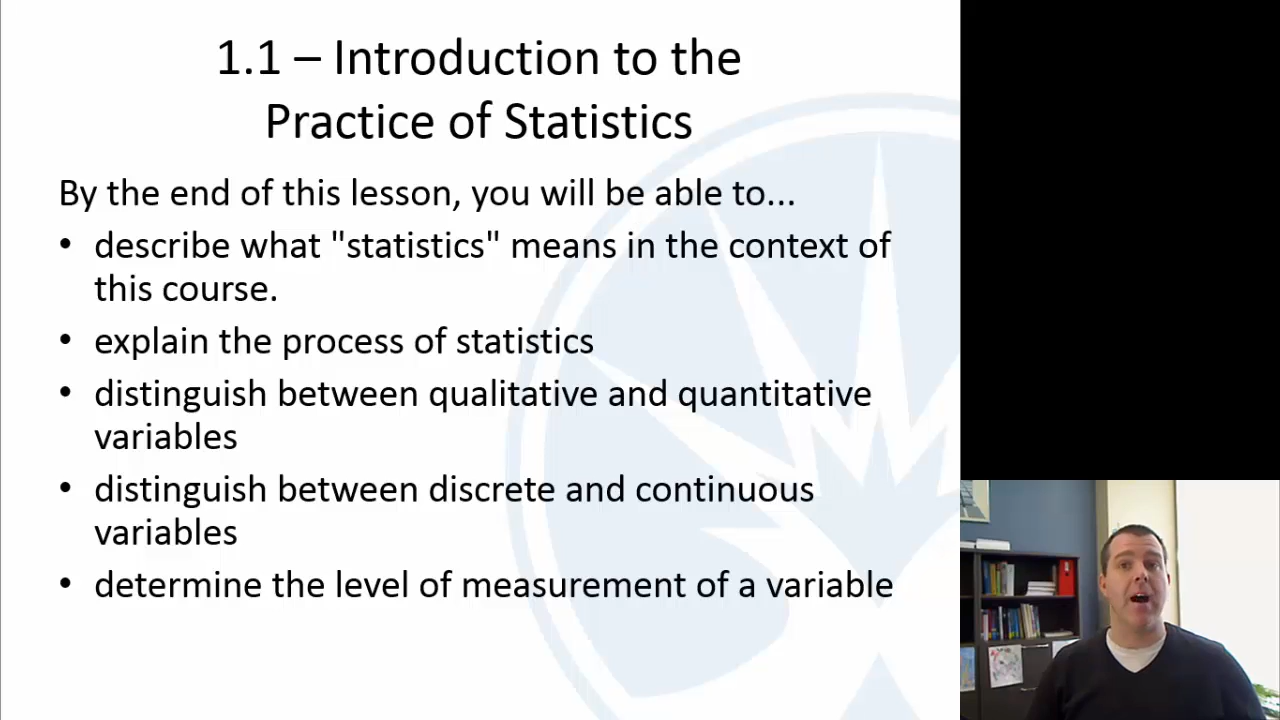 1.1 – Introduction to the
Practice of Statistics
By the end of this lesson, you will be able to...
• describe what "statistics" means in the context of
this course.
• explain the process of statistics
• distinguish between qualitative and quantitative
variables
• distinguish between discrete and continuous
variables
• determine the level of measurement of a variable